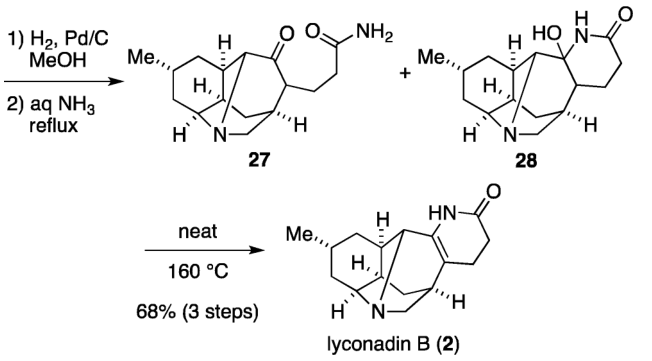 1) H₂, Pd/C
MeOH
2) aq NH₃
reflux
Me
H
H
H
N
H
O
O
NH₂
27
+
Me
H
H
H
N
H
HO
NH
O
28
neat
160 °C
68% (3 steps)
Me
H
H
H
N
H
HN
O
lyconadin B (2)